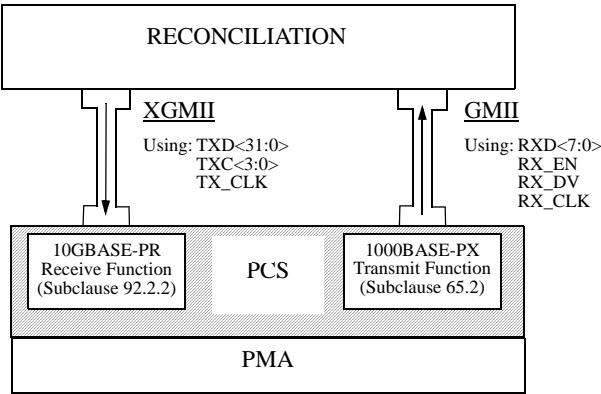 RECONCILIATION
XGMII
Using: TXD<31:0>
TXC<3:0>
TX_CLK
GMII
Using: RXD<7:0>
RX_EN
RX_DV
RX_CLK
10GBASE-PR
Receive Function
(Subclause 92.2.2)
PCS
1000BASE-PX
Transmit Function
(Subclause 65.2)
PMA